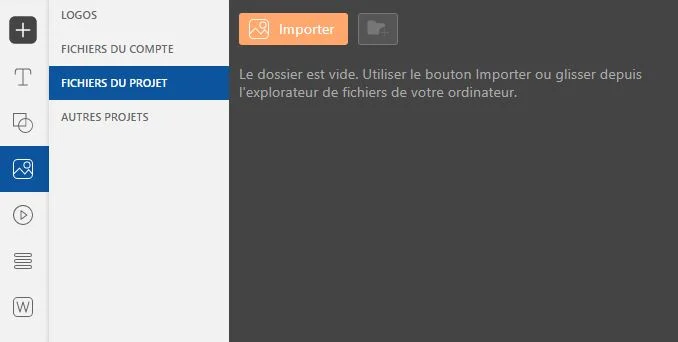 LOGOS
FICHIERS DU COMPTE
FICHIERS DU PROJET
AUTRES PROJETS
Importer
Le dossier est vide. Utiliser le bouton Importer ou glisser depuis
l'explorateur de fichiers de votre ordinateur.
T
W